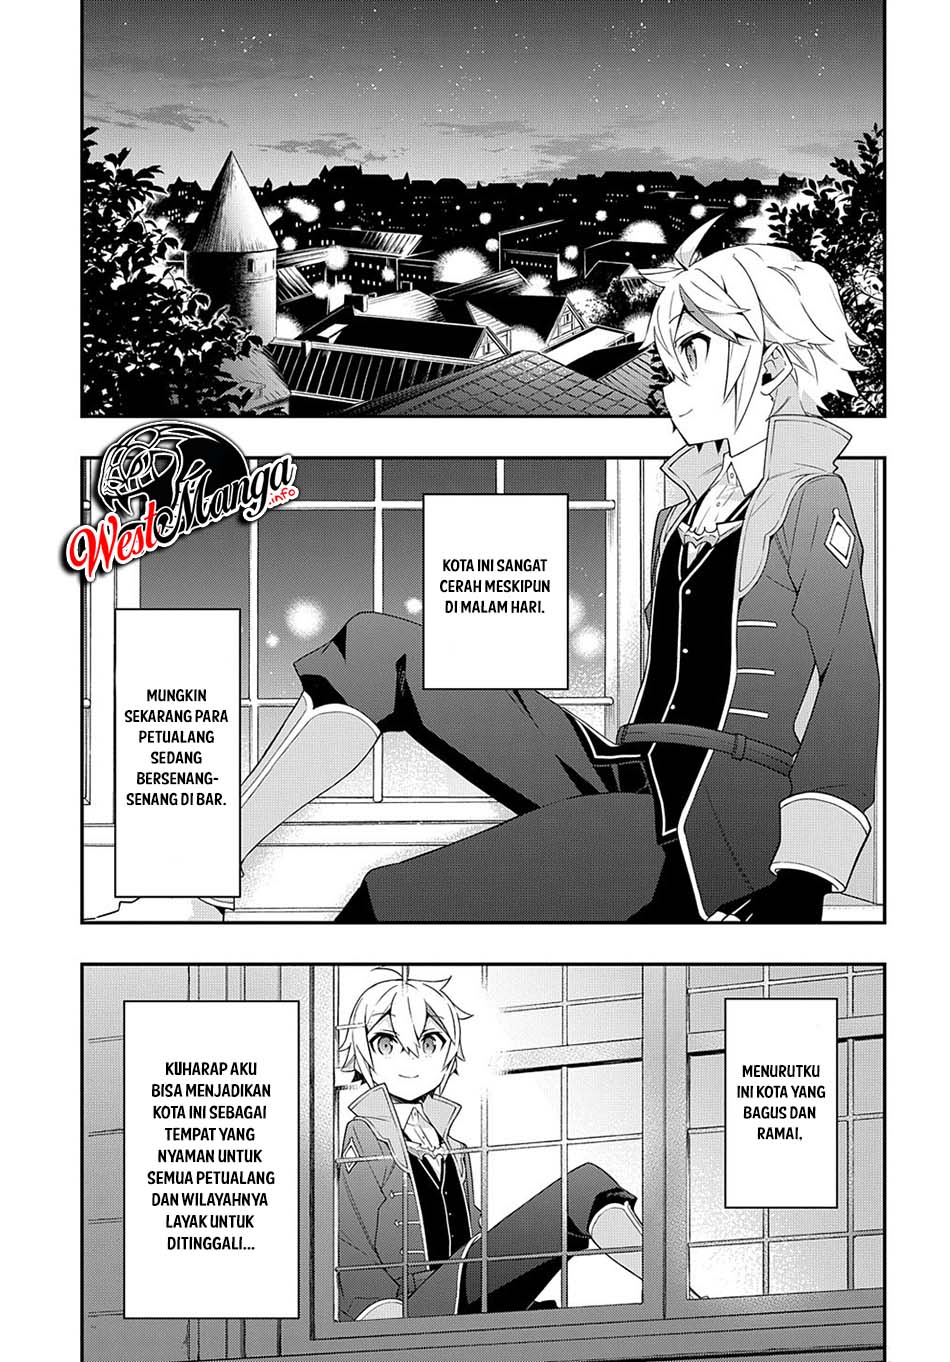 WestManga
.info
KOTA INI SANGAT
CERAH MESKIPUN
DI MALAM HARI.
MUNGKIN
SEKARANG PARA
PETUALANG
SEDANG
BERSENANG-
SENANG DI BAR.
MENURUTKU
INI KOTA YANG
BAGUS DAN
RAMAI.
KUHARAP AKU
BISA MENJADIKAN
KOTA INI SEBAGAI
TEMPAT YANG
NYAMAN UNTUK
SEMUA PETUALANG
DAN WILAYAHNYA
LAYAK UNTUK
DITINGGALI...